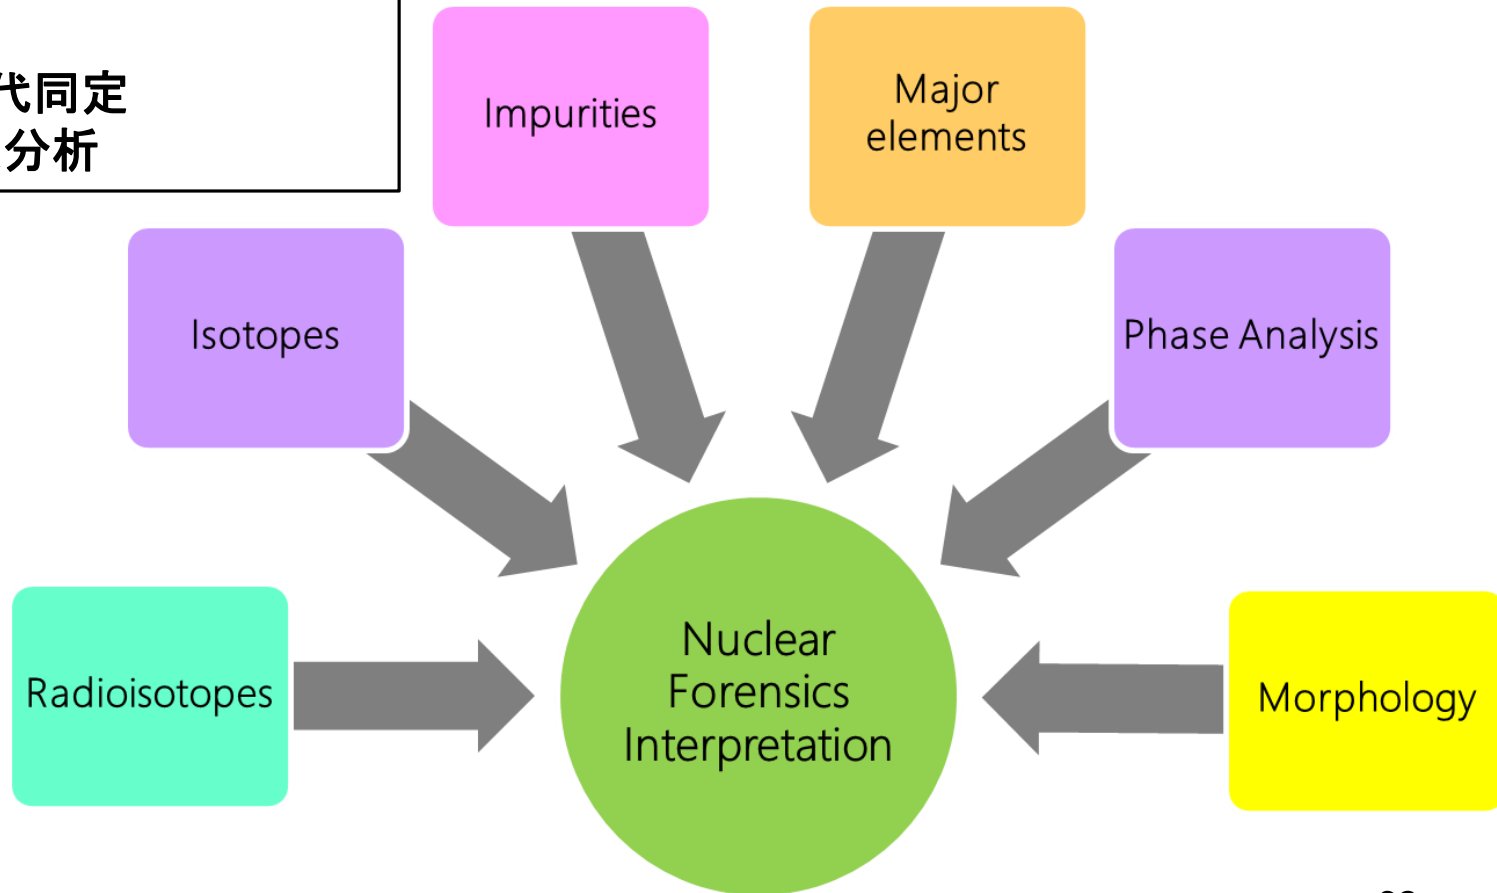 代同定
分析
Impurities
Major
elements
Isotopes
Phase Analysis
Radioisotopes
Nuclear
Forensics
Interpretation
Morphology